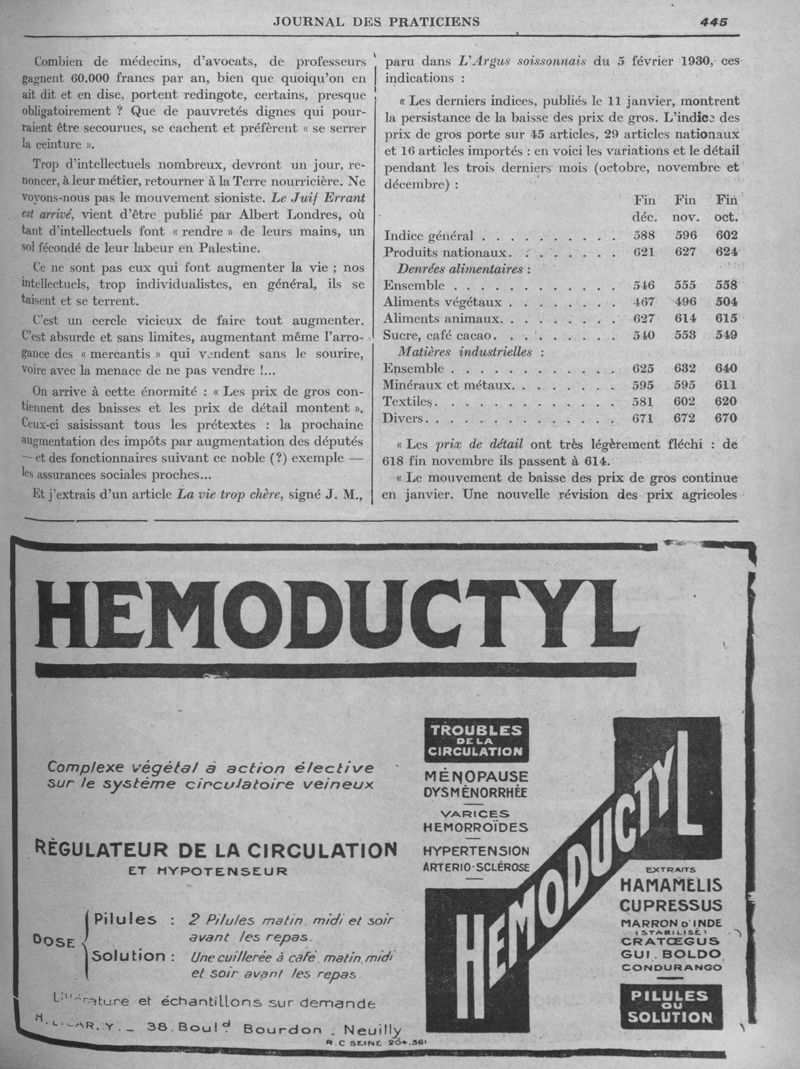 JOURNAL DES PRATICIENS
445
Combien de médecins, d'avocats, de professeurs
gagnent 60.000 francs par an, bien que quoiqu'on en
ait dit et en dise, portent redingote, certains, presque
obligatoirement ? Que de pauvretés dignes qui pour-
raient être secourues, se cachent et préfèrent « se serrer
la ceinture ».
Trop d'intellectuels nombreux, devront un jour, re-
noncer, à leur métier, retourner à la Terre nourricière. Ne
voyons-nous pas le mouvement sioniste. Le Juif Errant
est arrivé, vient d'être publié par Albert Londres, où
tant d'intellectuels font « rendre » de leurs mains, un
sol fécondé de leur labeur en Palestine.
Ce ne sont pas eux qui font augmenter la vie ; nos
intellectuels, trop individualistes, en général, ils se
taisent et se terrent.
C'est un cercle vicieux de faire tout augmenter.
C'est absurde et sans limites, augmentant même l'arro-
gance des « mercantis » qui vendent sans le sourire,
voire avec la menace de ne pas vendre !...
On arrive à cette énormité : « Les prix de gros con-
tiennent des baisses et les prix de détail montent ».
Ceux-ci saisissant tous les prétextes : la prochaine
augmentation des impôts par augmentation des députés
— et des fonctionnaires suivant ce noble (?) exemple —
les assurances sociales proches...
Et j'extrais d'un article La vie trop chère, signé J. M.,
paru dans L'Argus soissonnais du 5 février 1930, ces
indications :
« Les derniers indices, publiés le 11 janvier, montrent
la persistance de la baisse des prix de gros. L'indice des
prix de gros porte sur 45 articles, 29 articles nationaux
et 16 articles importés : en voici les variations et le détail
pendant les trois derniers mois (octobre, novembre et
décembre) :
Fin Fin Fin
déc. nov. oct.
Indice général . . . . . . . . . . 588 596 602
Produits nationaux. . . . . . . . 621 627 624
Denrées alimentaires :
Ensemble . . . . . . . . . . . . 546 555 558
Aliments végétaux . . . . . . . . 467 496 504
Aliments animaux. . . . . . . . . 627 614 615
Sucre, café cacao. . . . . . . . . 540 553 549
Matières industrielles :
Ensemble . . . . . . . . . . . . 625 632 640
Minéraux et métaux. . . . . . . . 595 595 611
Textiles. . . . . . . . . . . . . 581 602 620
Divers. . . . . . . . . . . . . . 671 672 670
« Les prix de détail ont très légèrement fléchi : de
618 fin novembre ils passent à 614.
« Le mouvement de baisse des prix de gros continue
en janvier. Une nouvelle révision des prix agricoles
HEMODUCTYL
Complexe végétal à action élective
sur le système circulatoire veineux
RÉGULATEUR DE LA CIRCULATION
ET HYPOTENSEUR
DOSE
Pilules : 2 Pilules matin, midi et soir
avant les repas.
Solution : Une cuillerée à café, matin, midi
et soir avant les repas.
Littérature et échantillons sur demande
38. Bould Bourdon - Neuilly
R.C SEINE 204.361
TROUBLES
DE LA
CIRCULATION
MÉNOPAUSE
DYSMÉNORRHÉE
VARICES
HEMORROÏDES
HYPERTENSION
ARTERIO-SCLÉROSE
HEMODUCTYL
EXTRAITS
HAMAMELIS
CUPRESSUS
MARRON D'INDE
(STABILISÉ)
CRATŒGUS
GUI. BOLDO
CONDURANGO
PILULES
OU
SOLUTION